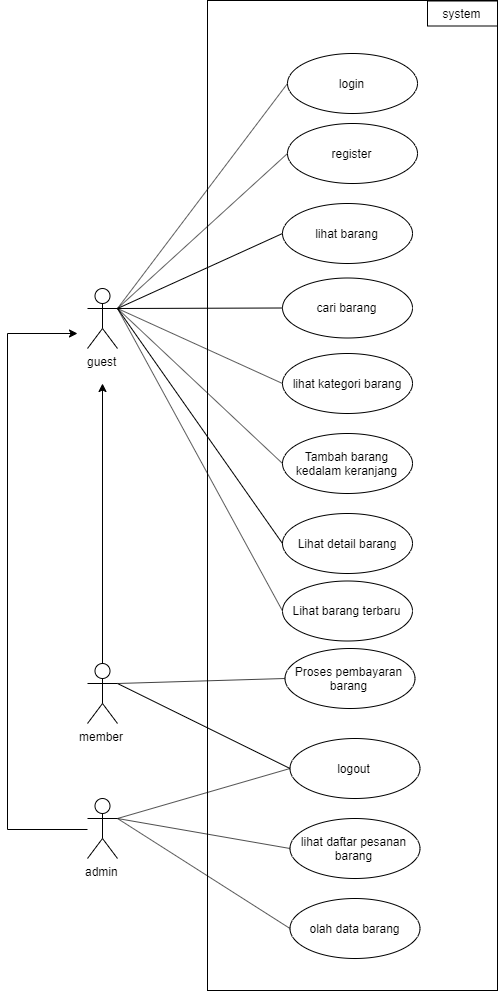 system
login
register
lihat barang
cari barang
guest
lihat kategori barang
Tambah barang
kedalam keranjang
Lihat detail barang
Lihat barang terbaru
Proses pembayaran
barang
member
logout
lihat daftar pesanan
barang
admin
olah data barang